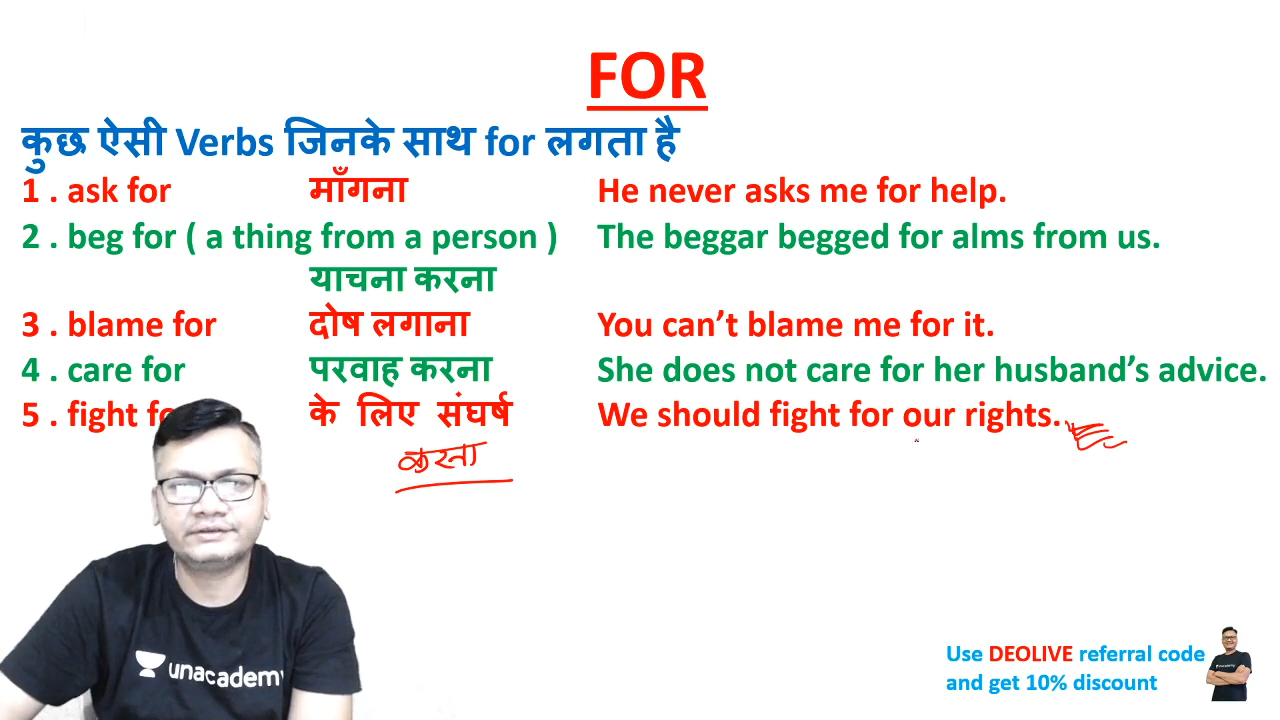 FOR
कुछ ऐसी Verbs जिनके साथ for लगता है
1 . ask for माँगना He never asks me for help.
2 . beg for ( a thing from a person ) The beggar begged for alms from us.
याचना करना
3 . blame for दोष लगाना You can’t blame me for it.
4 . care for परवाह करना She does not care for her husband’s advice.
5 . fight के लिए संघर्ष We should fight for our rights.
करना
unacademy
Use DEOLIVE referral code
and get 10% discount